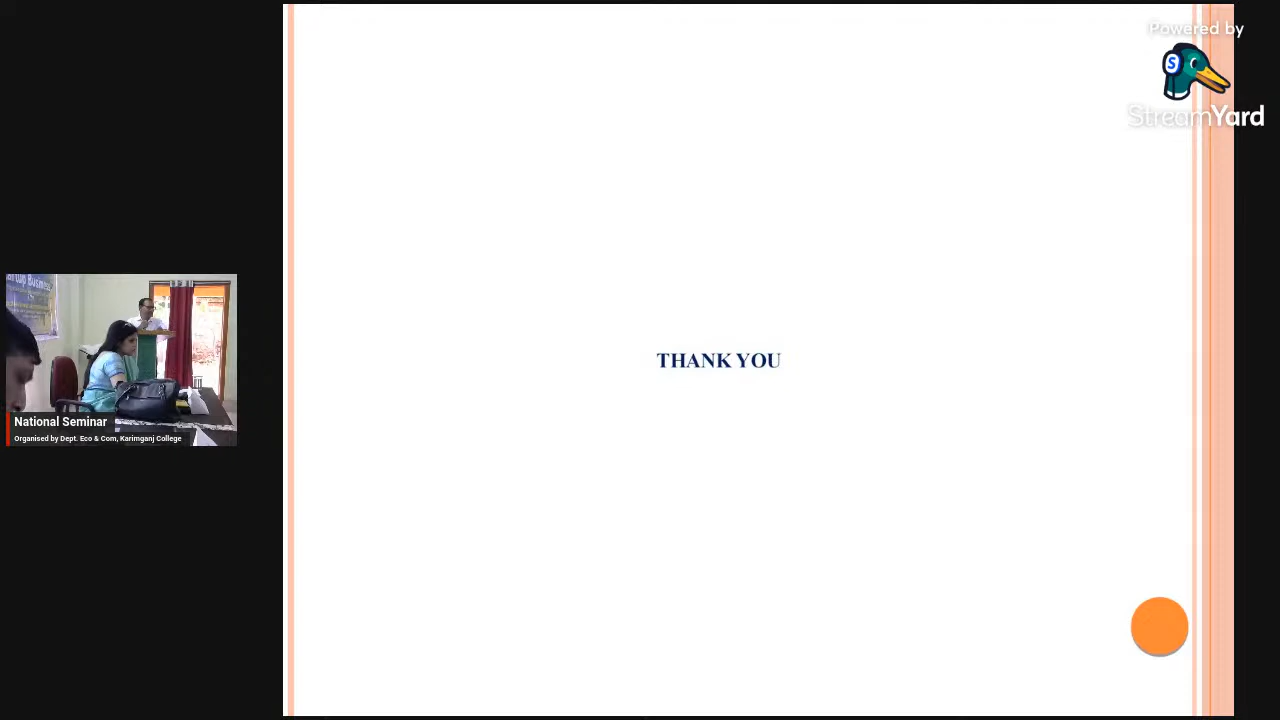 Powered by
S
StreamYard
THANK YOU
National Seminar
Organised by Dept. Eco & Com, Karimganj College